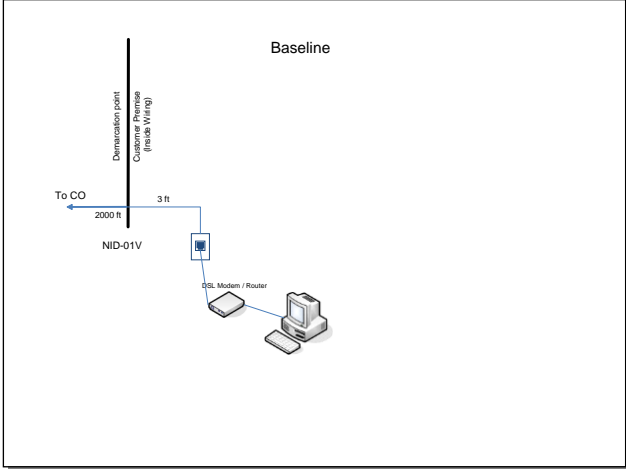 Baseline
Demarcation point
Customer Premise
(Inside Wiring)
To CO
3 ft
2000 ft
NID-01V
DSL Modem / Router